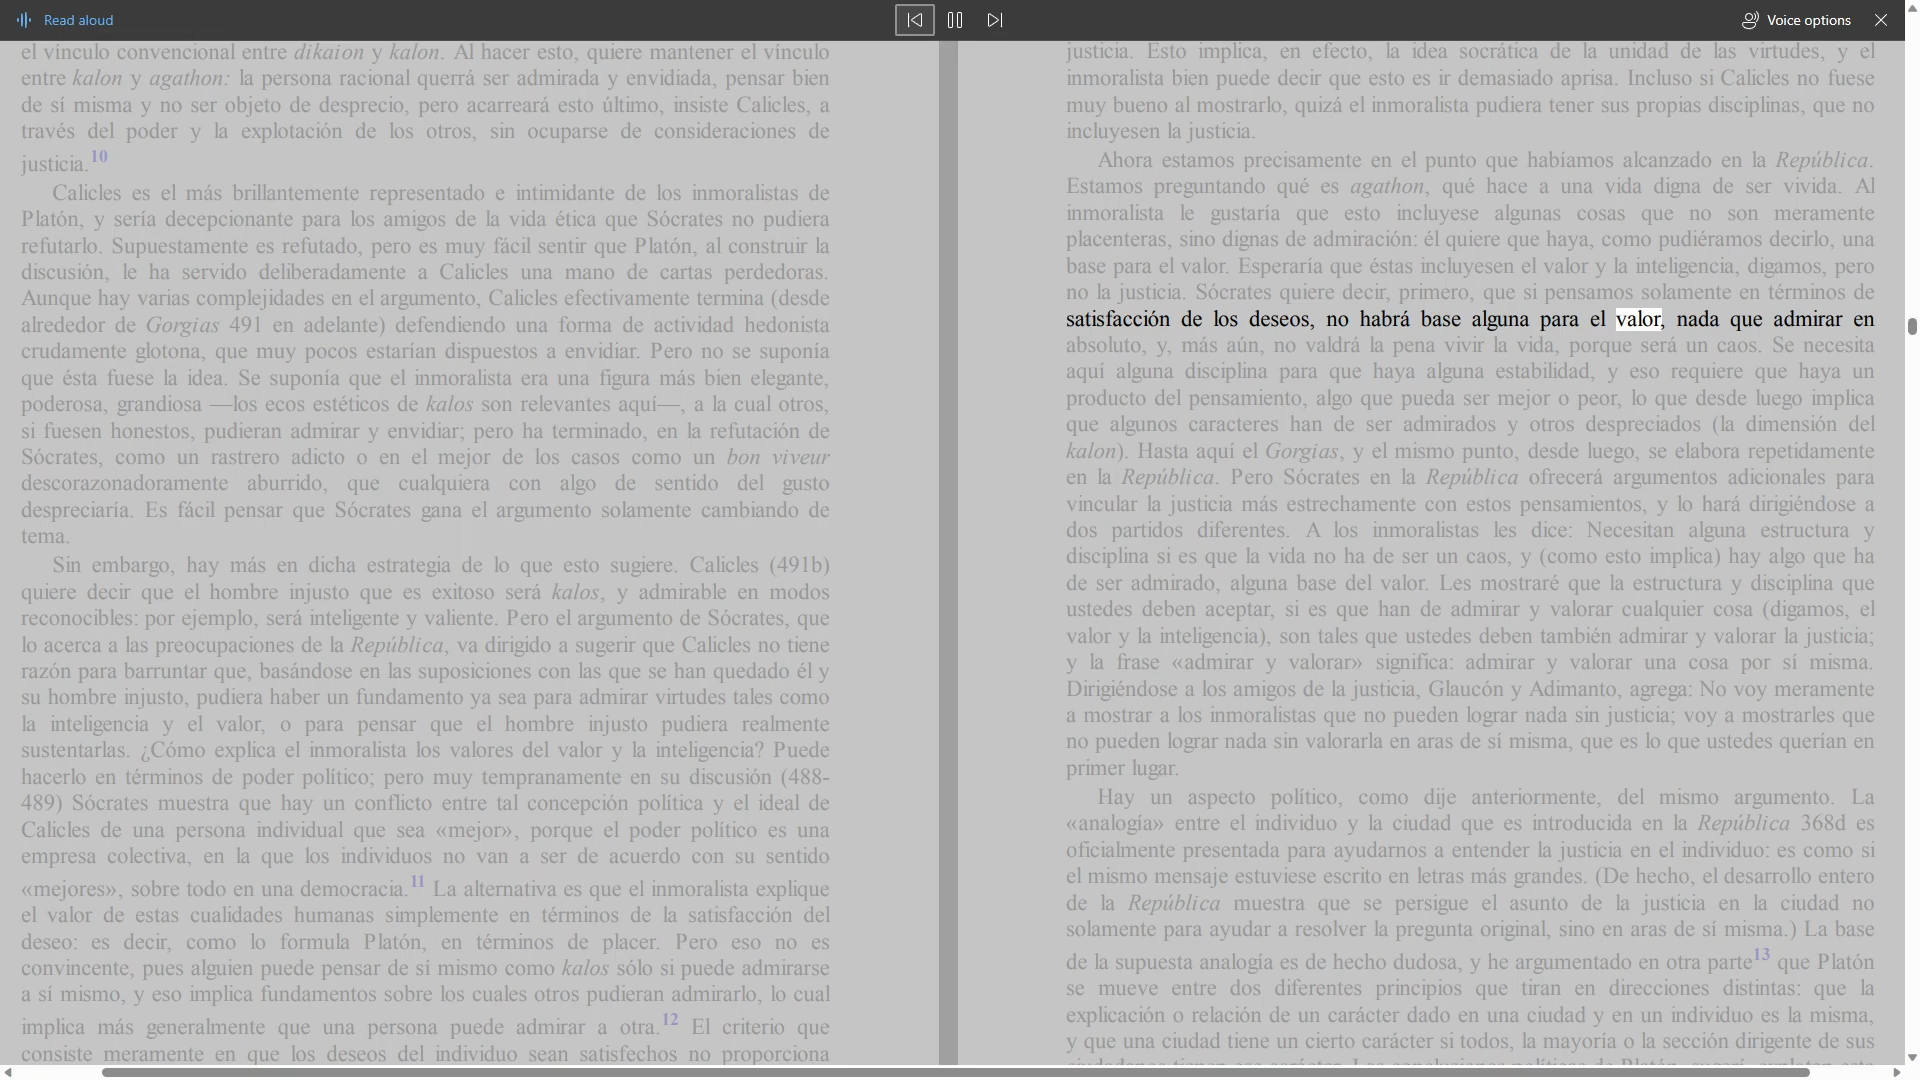 Read aloud
Voice options
el vínculo convencional entre dikaion y kalon. Al hacer esto, quiere mantener el vínculo
entre kalon y agathon: la persona racional querrá ser admirada y envidiada, pensar bien
de sí misma y no ser objeto de desprecio, pero acarreará esto último, insiste Calicles, a
través del poder y la explotación de los otros, sin ocuparse de consideraciones de
justicia.10
Calicles es el más brillantemente representado e intimidante de los inmoralistas de
Platón, y sería decepcionante para los amigos de la vida ética que Sócrates no pudiera
refutarlo. Supuestamente es refutado, pero es muy fácil sentir que Platón, al construir la
discusión, le ha servido deliberadamente a Calicles una mano de cartas perdedoras.
Aunque hay varias complejidades en el argumento, Calicles efectivamente termina (desde
alrededor de Gorgias 491 en adelante) defendiendo una forma de actividad hedonista
crudamente glotona, que muy pocos estarían dispuestos a envidiar. Pero no se suponía
que ésta fuese la idea. Se suponía que el inmoralista era una figura más bien elegante,
poderosa, grandiosa —los ecos estéticos de kalos son relevantes aquí—, a la cual otros,
si fuesen honestos, pudieran admirar y envidiar; pero ha terminado, en la refutación de
Sócrates, como un rastrero adicto o en el mejor de los casos como un bon viveur
descorazonadoramente aburrido, que cualquiera con algo de sentido del gusto
despreciaría. Es fácil pensar que Sócrates gana el argumento solamente cambiando de
tema.
Sin embargo, hay más en dicha estrategia de lo que esto sugiere. Calicles (491b)
quiere decir que el hombre injusto que es exitoso será kalos, y admirable en modos
reconocibles: por ejemplo, será inteligente y valiente. Pero el argumento de Sócrates, que
lo acerca a las preocupaciones de la República, va dirigido a sugerir que Calicles no tiene
razón para barruntar que, basándose en las suposiciones con las que se han quedado él y
su hombre injusto, pudiera haber un fundamento ya sea para admirar virtudes tales como
la inteligencia y el valor, o para pensar que el hombre injusto pudiera realmente
sustentarlas. ¿Cómo explica el inmoralista los valores del valor y la inteligencia? Puede
hacerlo en términos de poder político; pero muy tempranamente en su discusión (488-
489) Sócrates muestra que hay un conflicto entre tal concepción política y el ideal de
Calicles de una persona individual que sea «mejor», porque el poder político es una
empresa colectiva, en la que los individuos no van a ser de acuerdo con su sentido
«mejores», sobre todo en una democracia.11 La alternativa es que el inmoralista explique
el valor de estas cualidades humanas simplemente en términos de la satisfacción del
deseo: es decir, como lo formula Platón, en términos de placer. Pero eso no es
convincente, pues alguien puede pensar de sí mismo como kalos sólo si puede admirarse
a sí mismo, y eso implica fundamentos sobre los cuales otros pudieran admirarlo, lo cual
implica más generalmente que una persona puede admirar a otra.12 El criterio que
consiste meramente en que los deseos del individuo sean satisfechos no proporciona
justicia. Esto implica, en efecto, la idea socrática de la unidad de las virtudes, y el
inmoralista bien puede decir que esto es ir demasiado aprisa. Incluso si Calicles no fuese
muy bueno al mostrarlo, quizá el inmoralista pudiera tener sus propias disciplinas, que no
incluyesen la justicia.
Ahora estamos precisamente en el punto que habíamos alcanzado en la República.
Estamos preguntando qué es agathon, qué hace a una vida digna de ser vivida. Al
inmoralista le gustaría que esto incluyese algunas cosas que no son meramente
placenteras, sino dignas de admiración: él quiere que haya, como pudiéramos decirlo, una
base para el valor. Esperaría que éstas incluyesen el valor y la inteligencia, digamos, pero
no la justicia. Sócrates quiere decir, primero, que si pensamos solamente en términos de
satisfacción de los deseos, no habrá base alguna para el valor, nada que admirar en
absoluto, y, más aún, no valdrá la pena vivir la vida, porque será un caos. Se necesita
aquí alguna disciplina para que haya alguna estabilidad, y eso requiere que haya un
producto del pensamiento, algo que pueda ser mejor o peor, lo que desde luego implica
que algunos caracteres han de ser admirados y otros despreciados (la dimensión del
kalon). Hasta aquí el Gorgias, y el mismo punto, desde luego, se elabora repetidamente
en la República. Pero Sócrates en la República ofrecerá argumentos adicionales para
vincular la justicia más estrechamente con estos pensamientos, y lo hará dirigiéndose a
dos partidos diferentes. A los inmoralistas les dice: Necesitan alguna estructura y
disciplina si es que la vida no ha de ser un caos, y (como esto implica) hay algo que ha
de ser admirado, alguna base del valor. Les mostraré que la estructura y disciplina que
ustedes deben aceptar, si es que han de admirar y valorar cualquier cosa (digamos, el
valor y la inteligencia), son tales que ustedes deben también admirar y valorar la justicia;
y la frase «admirar y valorar» significa: admirar y valorar una cosa por sí misma.
Dirigiéndose a los amigos de la justicia, Glaucón y Adimanto, agrega: No voy meramente
a mostrar a los inmoralistas que no pueden lograr nada sin justicia; voy a mostrarles que
no pueden lograr nada sin valorarla en aras de sí misma, que es lo que ustedes querían en
primer lugar.
Hay un aspecto político, como dije anteriormente, del mismo argumento. La
«analogía» entre el individuo y la ciudad que es introducida en la República 368d es
oficialmente presentada para ayudarnos a entender la justicia en el individuo: es como si
el mismo mensaje estuviese escrito en letras más grandes. (De hecho, el desarrollo entero
de la República muestra que se persigue el asunto de la justicia en la ciudad no
solamente para ayudar a resolver la pregunta original, sino en aras de sí misma.) La base
de la supuesta analogía es de hecho dudosa, y he argumentado en otra parte13 que Platón
se mueve entre dos diferentes principios que tiran en direcciones distintas: que la
explicación o relación de un carácter dado en una ciudad y en un individuo es la misma,
y que una ciudad tiene un cierto carácter si todos, la mayoría o la sección dirigente de sus